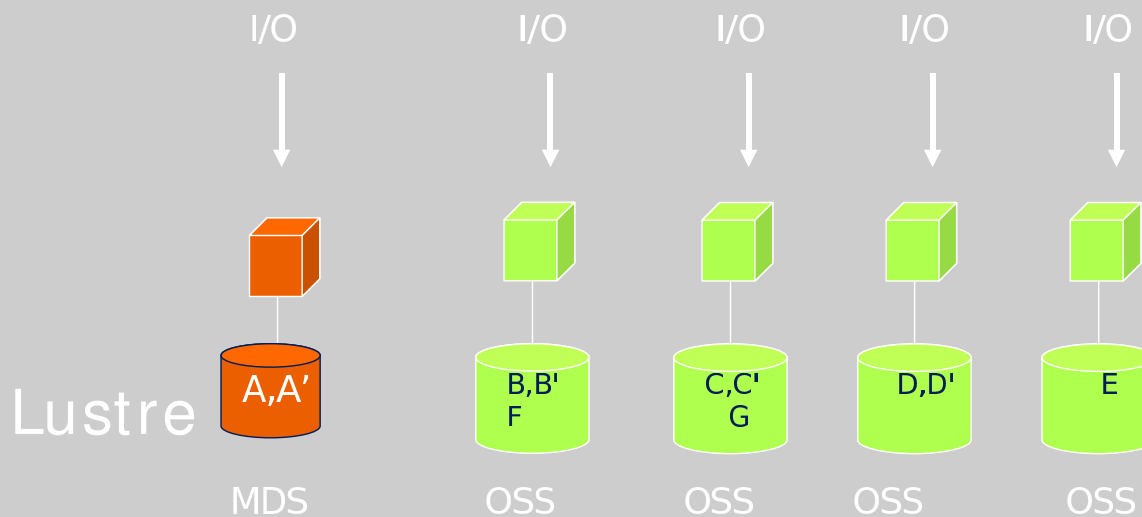 I/O
I/O
I/O
I/O
I/O
A,A’
B,B'
F
C,C'
G
D,D'
E
Lustre
MDS
OSS
OSS
OSS
OSS